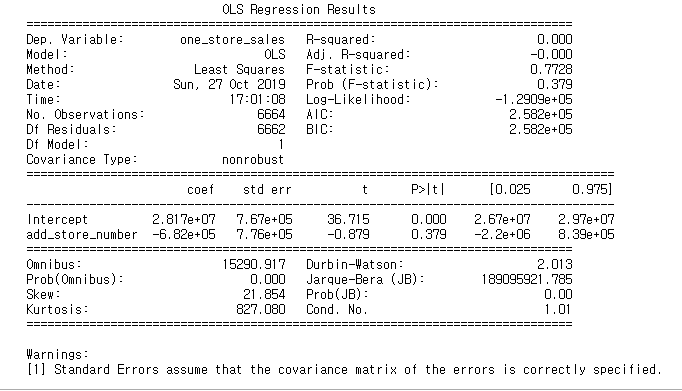 OLS Regression Results
==============================================================================
Dep. Variable: one_store_sales R-squared: 0.000
Model: OLS Adj. R-squared: -0.000
Method: Least Squares F-statistic: 0.7728
Date: Sun, 27 Oct 2019 Prob (F-statistic): 0.379
Time: 17:01:08 Log-Likelihood: -1.2909e+05
No. Observations: 6664 AIC: 2.582e+05
Df Residuals: 6662 BIC: 2.582e+05
Df Model: 1
Covariance Type: nonrobust
====================================================================================
coef std err t P>|t| [0.025 0.975]
------------------------------------------------------------------------------------
Intercept 2.817e+07 7.67e+05 36.715 0.000 2.67e+07 2.97e+07
add_store_number -6.82e+05 7.76e+05 -0.879 0.379 -2.2e+06 8.39e+05
==============================================================================
Omnibus: 15290.917 Durbin-Watson: 2.013
Prob(Omnibus): 0.000 Jarque-Bera (JB): 189095921.785
Skew: 21.854 Prob(JB): 0.00
Kurtosis: 827.080 Cond. No. 1.01
==============================================================================
Warnings:
[1] Standard Errors assume that the covariance matrix of the errors is correctly specified.